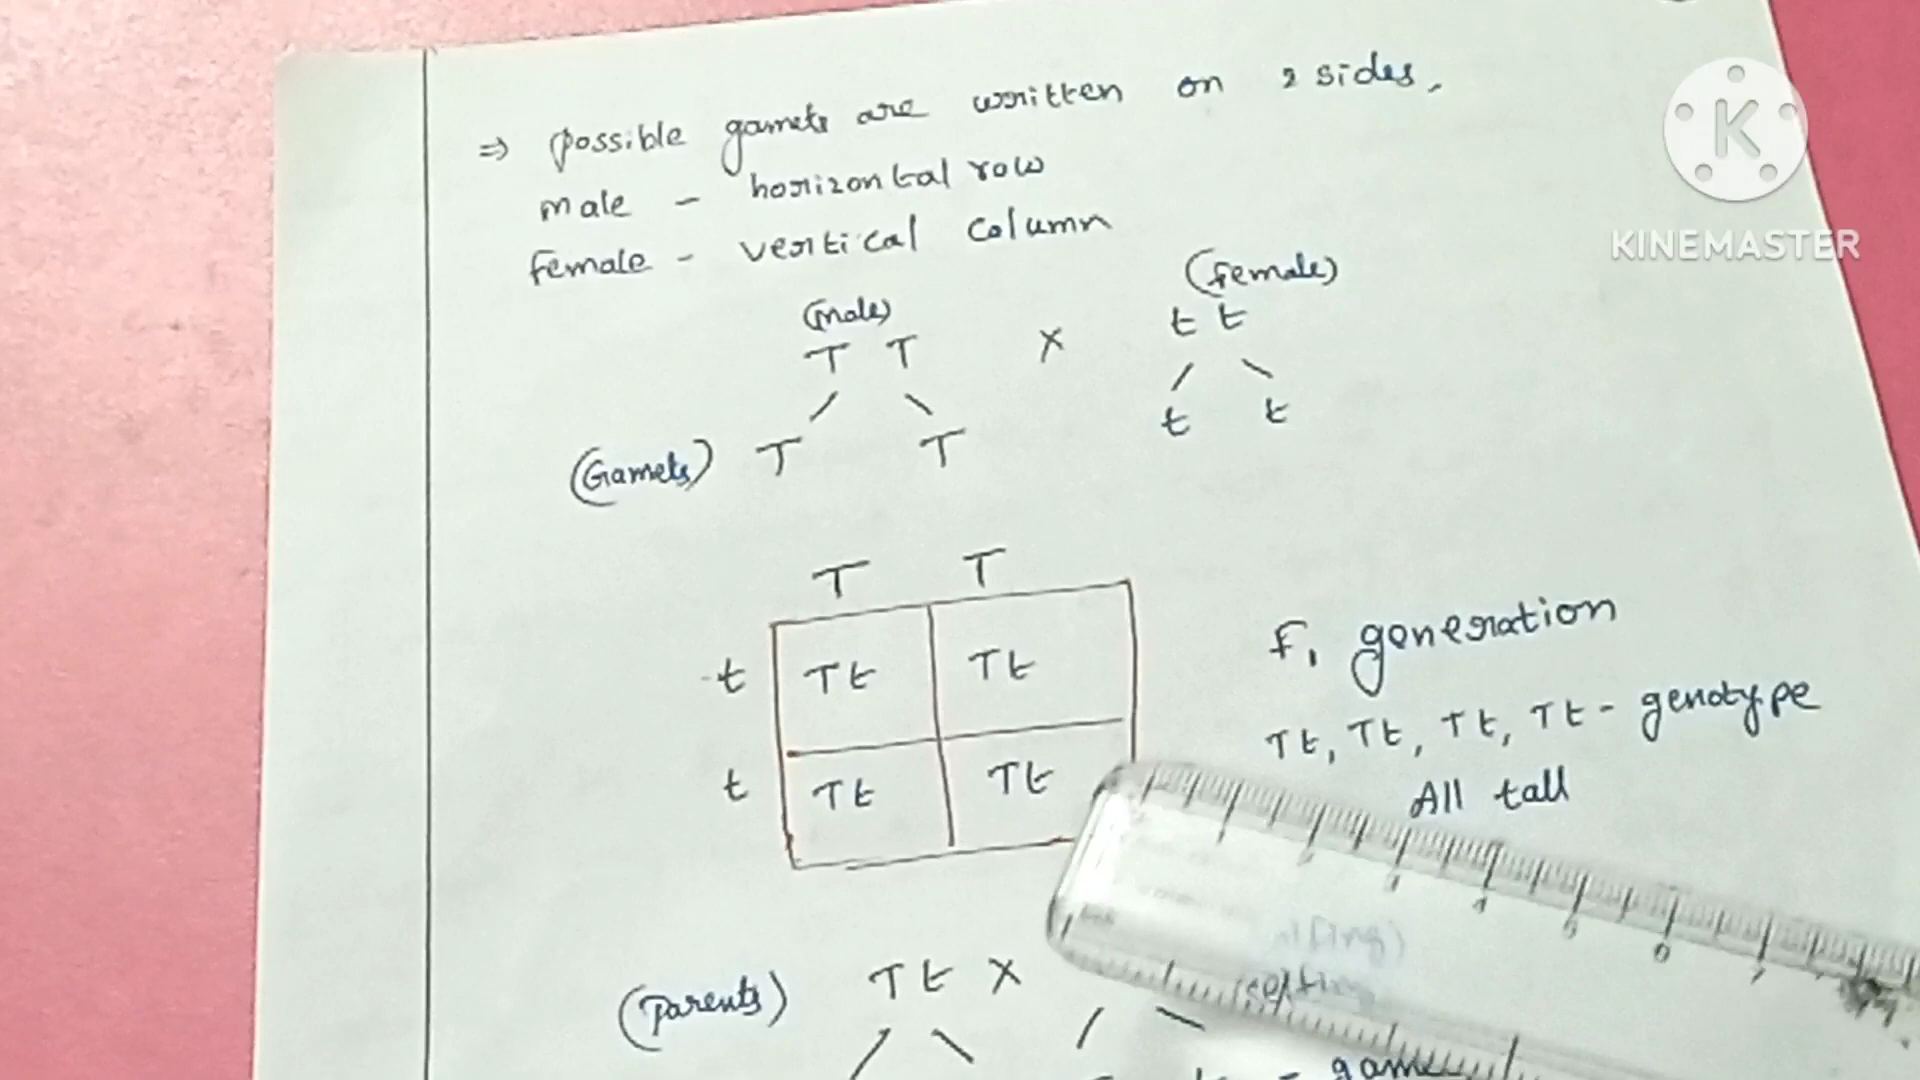 ⇒ possible gamets are written on 2 sides.
male - horizontal row
female - vertical column
(male) (female)
T T X t t
(Gamets) T T t t
T T
t Tt Tt
t Tt Tt
F1 generation
Tt, Tt, Tt, Tt - genotype
All tall
(selfing)
(Parents) Tt X
K
KINEMASTER